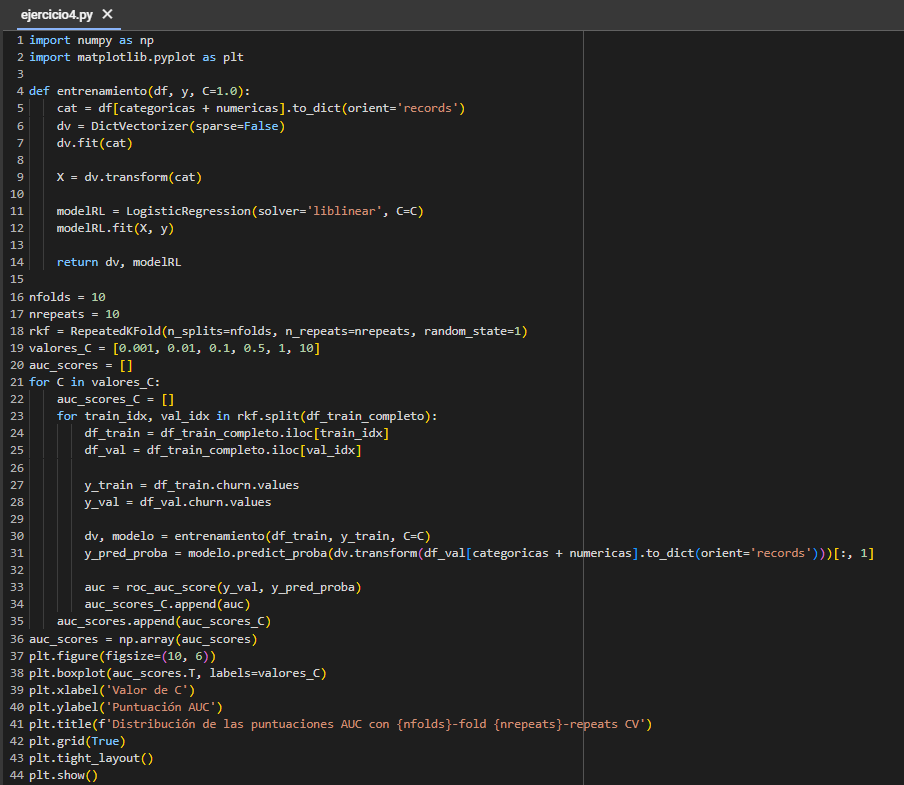 ejercicio4.py ✕
1 import numpy as np
2 import matplotlib.pyplot as plt
3
4 def entrenamiento(df, y, C=1.0):
5     cat = df[categoricas + numericas].to_dict(orient='records')
6     dv = DictVectorizer(sparse=False)
7     dv.fit(cat)
8
9     X = dv.transform(cat)
10
11     modelRL = LogisticRegression(solver='liblinear', C=C)
12     modelRL.fit(X, y)
13
14     return dv, modelRL
15
16 nfolds = 10
17 nrepeats = 10
18 rkf = RepeatedKFold(n_splits=nfolds, n_repeats=nrepeats, random_state=1)
19 valores_C = [0.001, 0.01, 0.1, 0.5, 1, 10]
20 auc_scores = []
21 for C in valores_C:
22     auc_scores_C = []
23     for train_idx, val_idx in rkf.split(df_train_completo):
24         df_train = df_train_completo.iloc[train_idx]
25         df_val = df_train_completo.iloc[val_idx]
26
27         y_train = df_train.churn.values
28         y_val = df_val.churn.values
29
30         dv, modelo = entrenamiento(df_train, y_train, C=C)
31         y_pred_proba = modelo.predict_proba(dv.transform(df_val[categoricas + numericas].to_dict(orient='records')))[:, 1]
32
33         auc = roc_auc_score(y_val, y_pred_proba)
34         auc_scores_C.append(auc)
35     auc_scores.append(auc_scores_C)
36 auc_scores = np.array(auc_scores)
37 plt.figure(figsize=(10, 6))
38 plt.boxplot(auc_scores.T, labels=valores_C)
39 plt.xlabel('Valor de C')
40 plt.ylabel('Puntuación AUC')
41 plt.title(f'Distribución de las puntuaciones AUC con {nfolds}-fold {nrepeats}-repeats CV')
42 plt.grid(True)
43 plt.tight_layout()
44 plt.show()